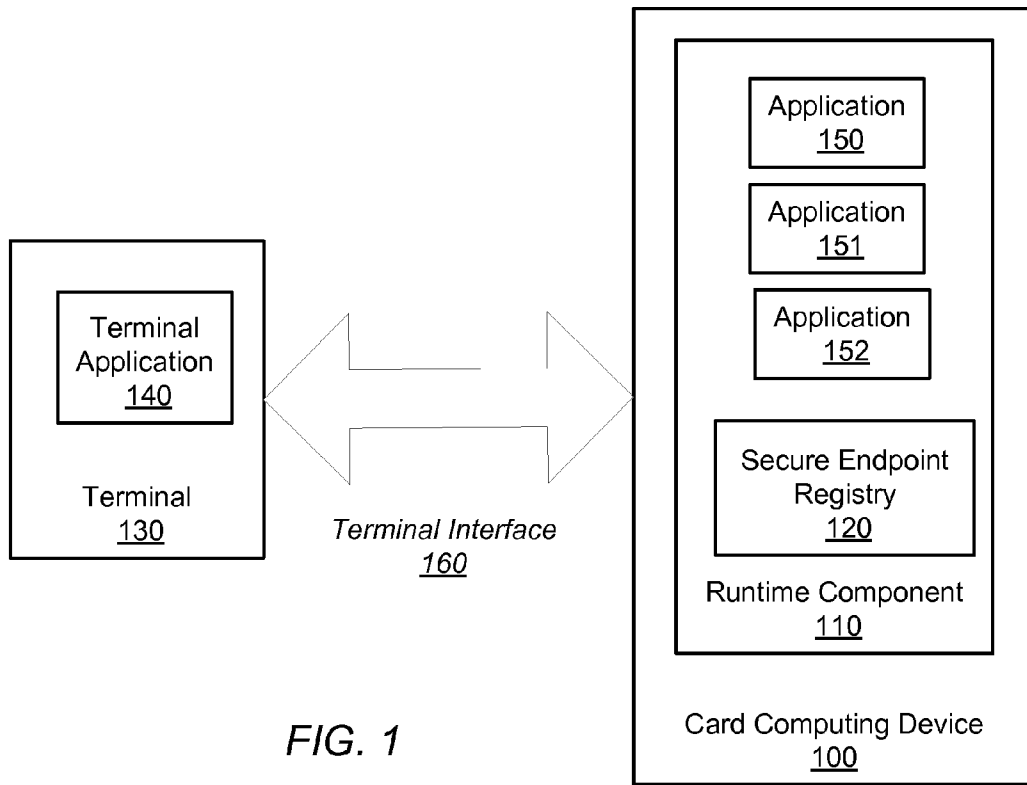 Terminal
Application
140
Terminal
130
Terminal Interface
160
Application
150
Application
151
Application
152
Secure Endpoint
Registry
120
Runtime Component
110
Card Computing Device
100
FIG. 1